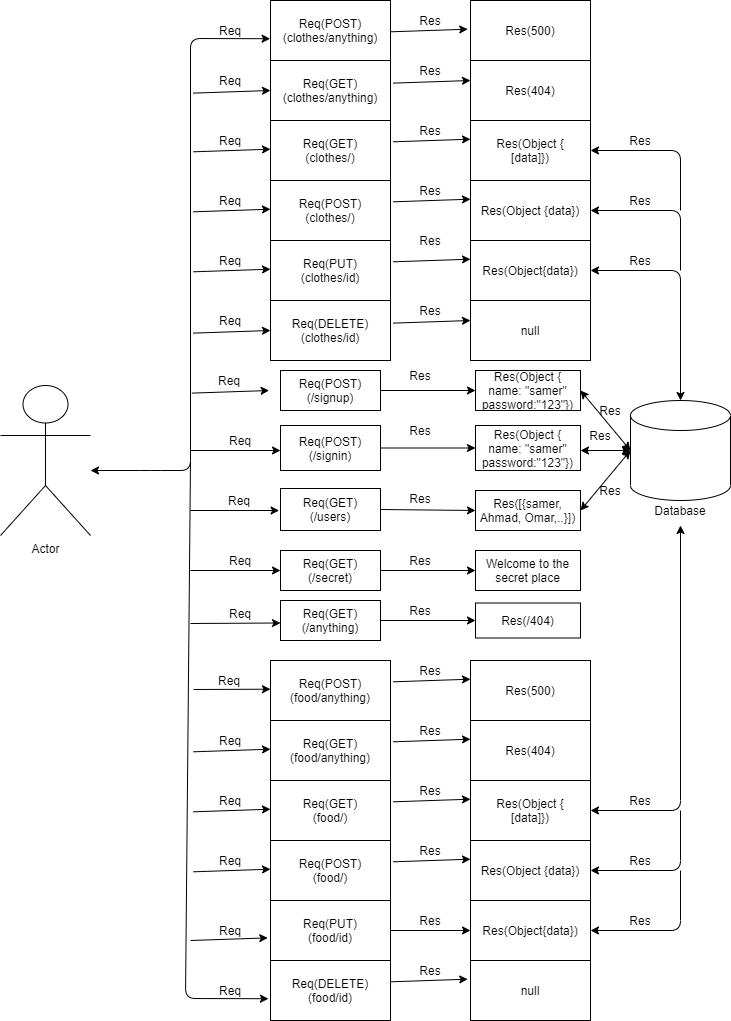 Req
Req(POST)
(clothes/anything)
Res
Res(500)
Req
Req(GET)
(clothes/anything)
Res
Res(404)
Req
Req(GET)
(clothes/)
Res
Res(Object {
[data]})
Res
Req
Req(POST)
(clothes/)
Res
Res(Object {data})
Res
Req
Req(PUT)
(clothes/id)
Res
Res(Object{data})
Res
Req
Req(DELETE)
(clothes/id)
Res
null
Req
Req(POST)
(/signup)
Res
Res(Object {
name: "samer"
password:"123"})
Res
Req
Req(POST)
(/signin)
Res
Res(Object {
name: "samer"
password:"123"})
Res
Req
Req(GET)
(/users)
Res
Res([{samer,
Ahmad, Omar,..}])
Res
Database
Actor
Req
Req(GET)
(/secret)
Res
Welcome to the
secret place
Req
Req(GET)
(/anything)
Res
Res(/404)
Req
Req(POST)
(food/anything)
Res
Res(500)
Req
Req(GET)
(food/anything)
Res
Res(404)
Req
Req(GET)
(food/)
Res
Res(Object {
[data]})
Res
Req
Req(POST)
(food/)
Res
Res(Object {data})
Res
Req
Req(PUT)
(food/id)
Res
Res(Object{data})
Res
Req
Req(DELETE)
(food/id)
Res
null